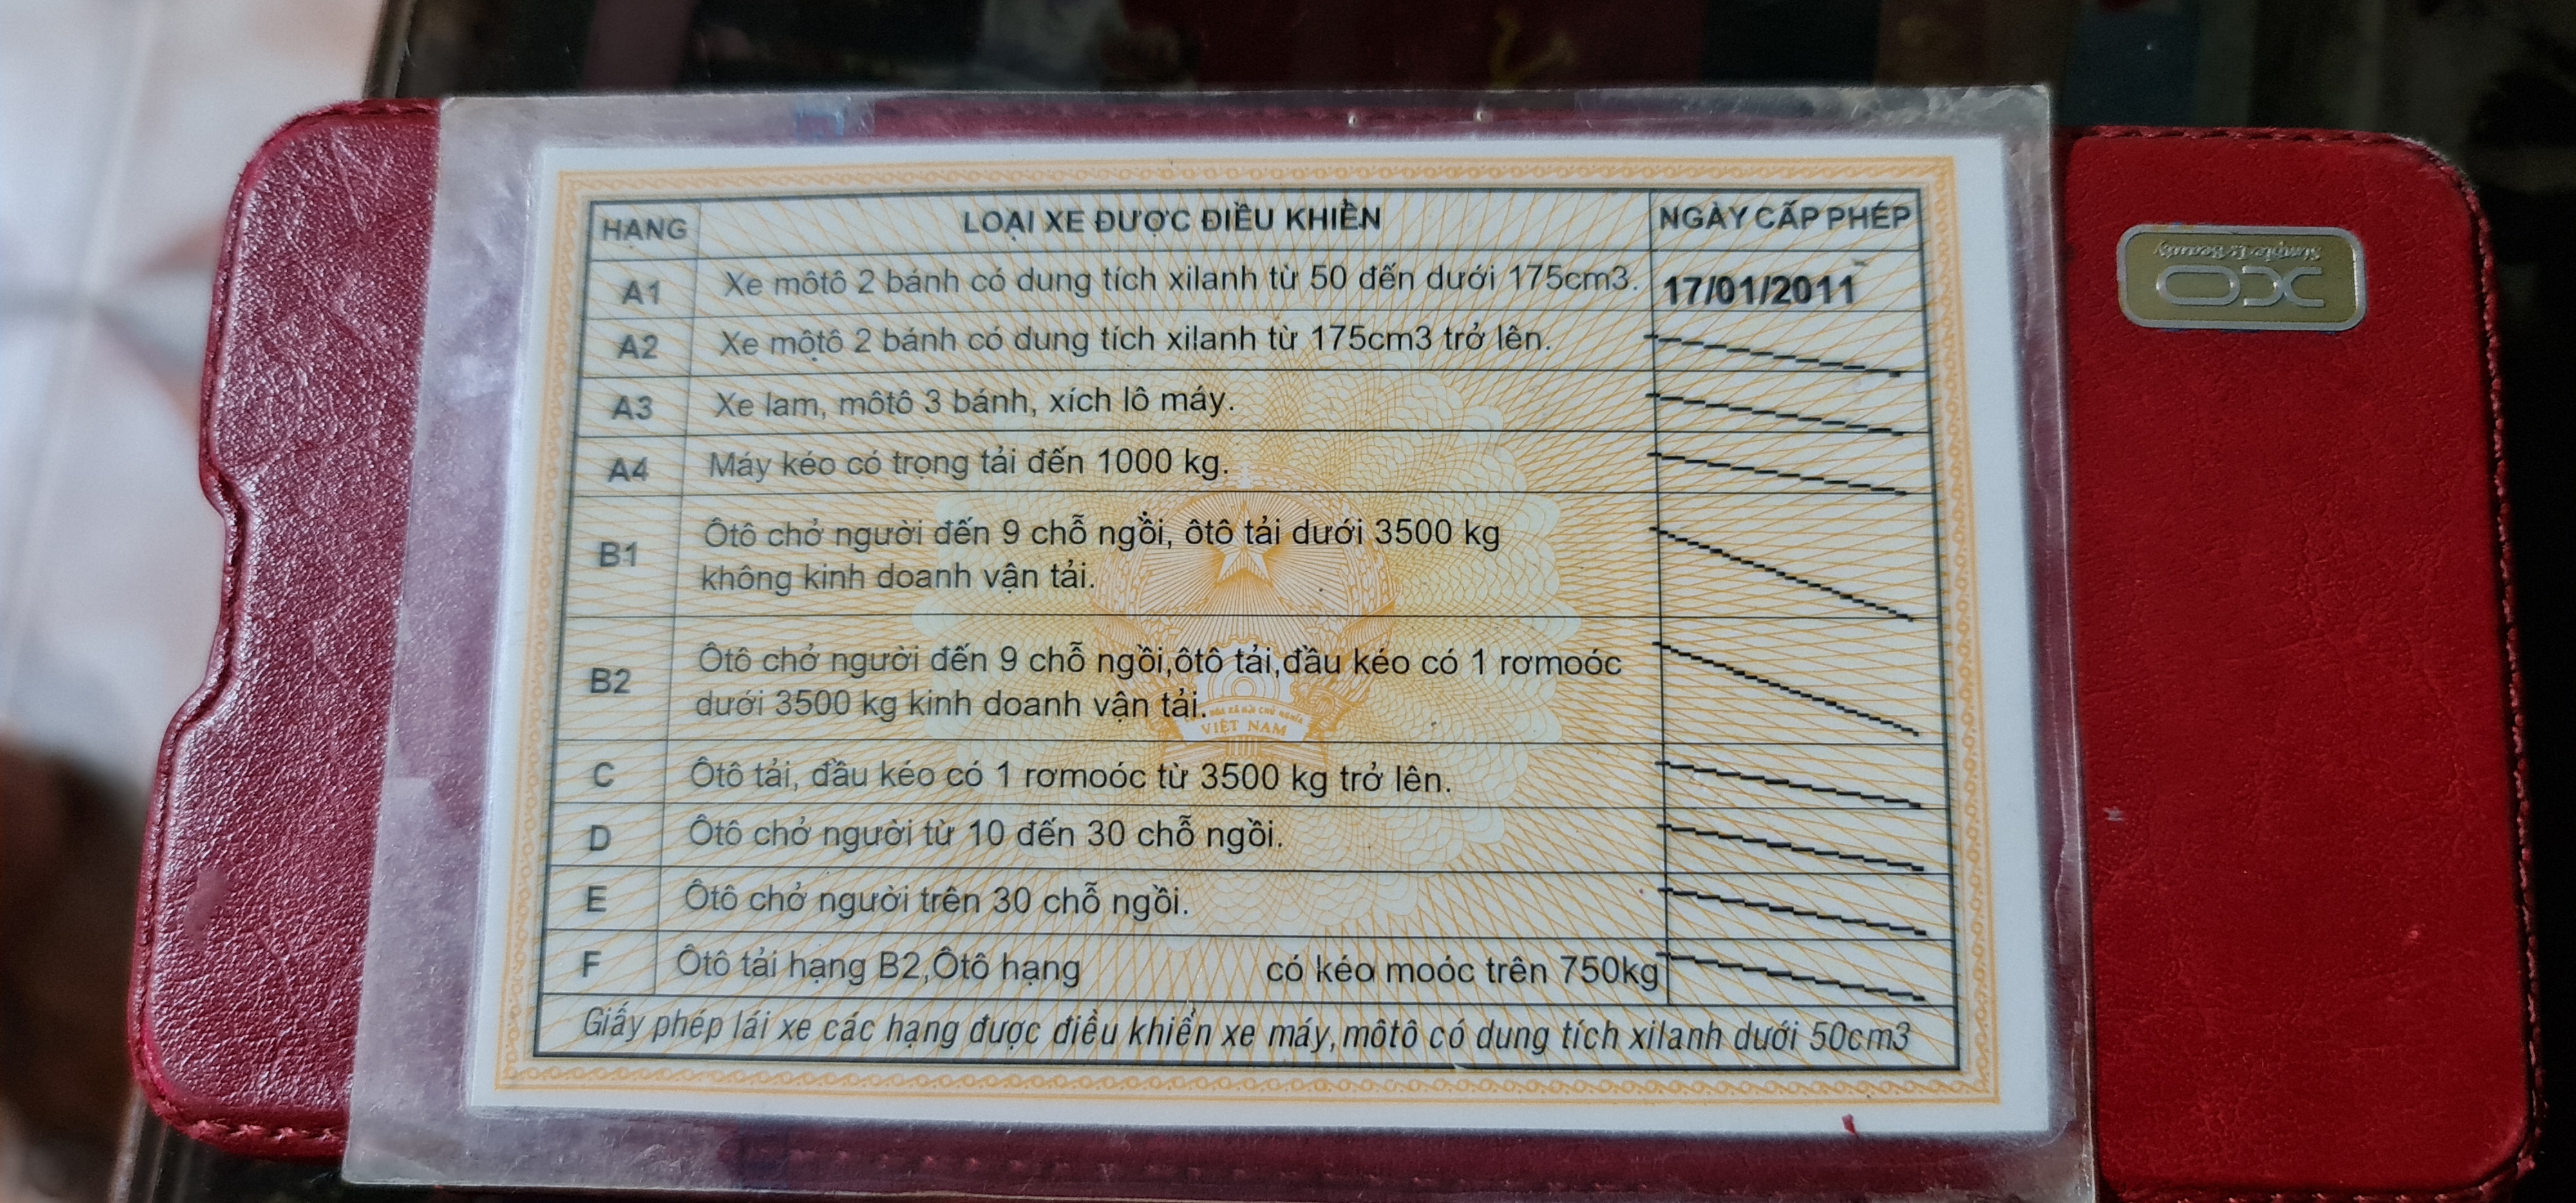 HẠNG LOẠI XE ĐƯỢC ĐIỀU KHIỂN NGÀY CẤP PHÉP
A1 Xe môtô 2 bánh có dung tích xilanh từ 50 đến dưới 175cm3. 17/01/2011
A2 Xe môtô 2 bánh có dung tích xilanh từ 175cm3 trở lên.
A3 Xe lam, môtô 3 bánh, xích lô máy.
A4 Máy kéo có trọng tải đến 1000 kg.
B1 Ôtô chở người đến 9 chỗ ngồi, ôtô tải dưới 3500 kg
không kinh doanh vận tải.
B2 Ôtô chở người đến 9 chỗ ngồi,ôtô tải,đầu kéo có 1 rơmoóc
dưới 3500 kg kinh doanh vận tải.
C Ôtô tải, đầu kéo có 1 rơmoóc từ 3500 kg trở lên.
D Ôtô chở người từ 10 đến 30 chỗ ngồi.
E Ôtô chở người trên 30 chỗ ngồi.
F Ôtô tải hạng B2,Ôtô hạng có kéo moóc trên 750kg
Giấy phép lái xe các hạng được điều khiển xe máy,môtô có dung tích xilanh dưới 50cm3
VIỆT NAM
XO